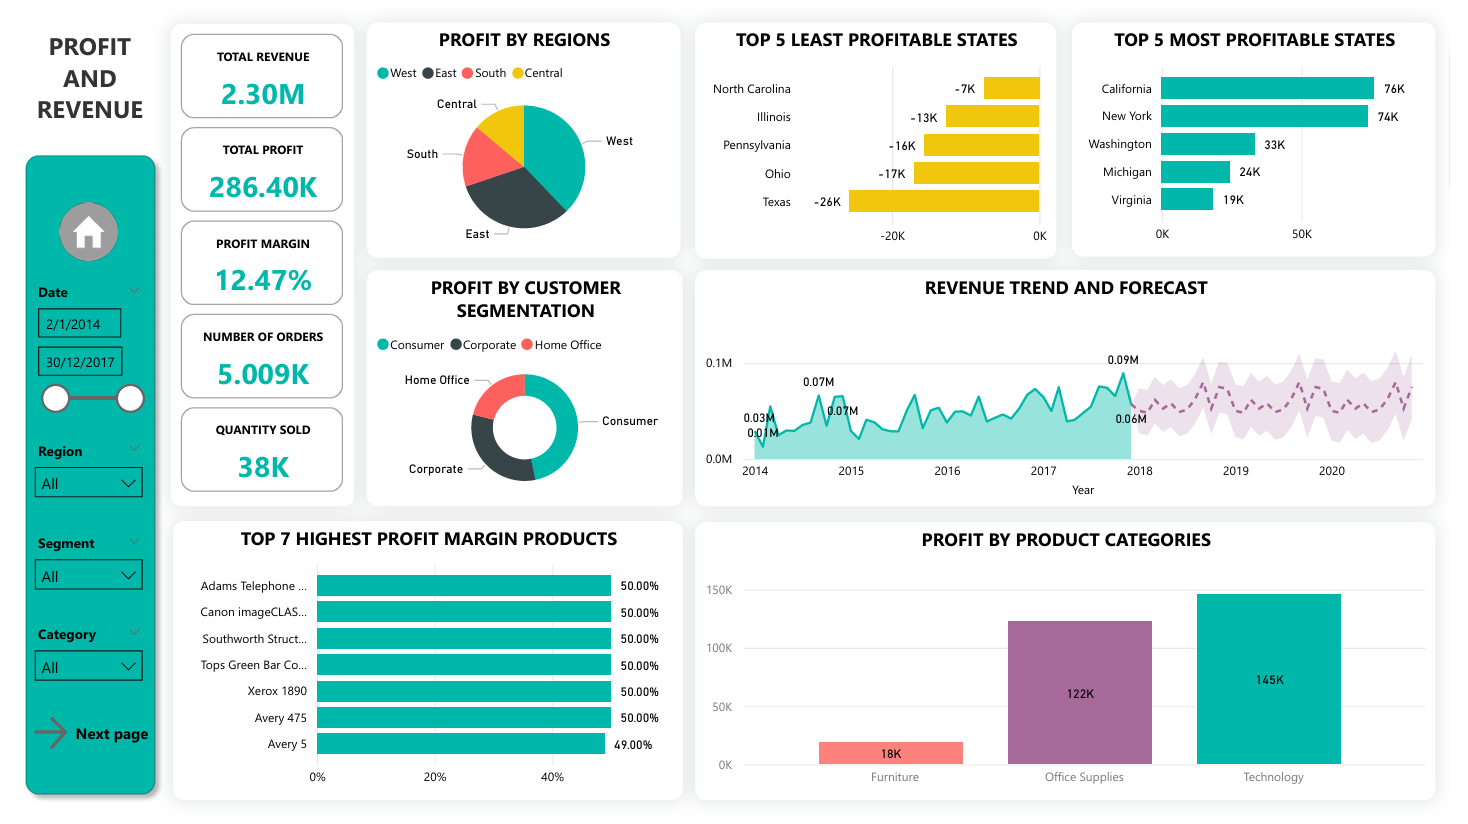 PROFIT
AND
REVENUE
Date
2/1/2014
30/12/2017
Region
All
Segment
All
Category
All
Next page
TOTAL REVENUE
2.30M
TOTAL PROFIT
286.40K
PROFIT MARGIN
12.47%
NUMBER OF ORDERS
5.009K
QUANTITY SOLD
38K
PROFIT BY REGIONS
West East South Central
Central
West
South
East
TOP 5 LEAST PROFITABLE STATES
North Carolina -7K
Illinois -13K
Pennsylvania -16K
Ohio -17K
Texas -26K
-20K 0K
TOP 5 MOST PROFITABLE STATES
California 76K
New York 74K
Washington 33K
Michigan 24K
Virginia 19K
0K 50K
PROFIT BY CUSTOMER
SEGMENTATION
Consumer Corporate Home Office
Home Office
Consumer
Corporate
REVENUE TREND AND FORECAST
0.1M
0.09M
0.07M
0.07M
0.03M
0.06M
0.01M
0.0M
2014 2015 2016 2017 2018 2019 2020
Year
TOP 7 HIGHEST PROFIT MARGIN PRODUCTS
Adams Telephone ... 50.00%
Canon imageCLAS... 50.00%
Southworth Struct... 50.00%
Tops Green Bar Co... 50.00%
Xerox 1890 50.00%
Avery 475 50.00%
Avery 5 49.00%
0% 20% 40%
PROFIT BY PRODUCT CATEGORIES
150K
100K
50K
0K
18K
122K
145K
Furniture Office Supplies Technology